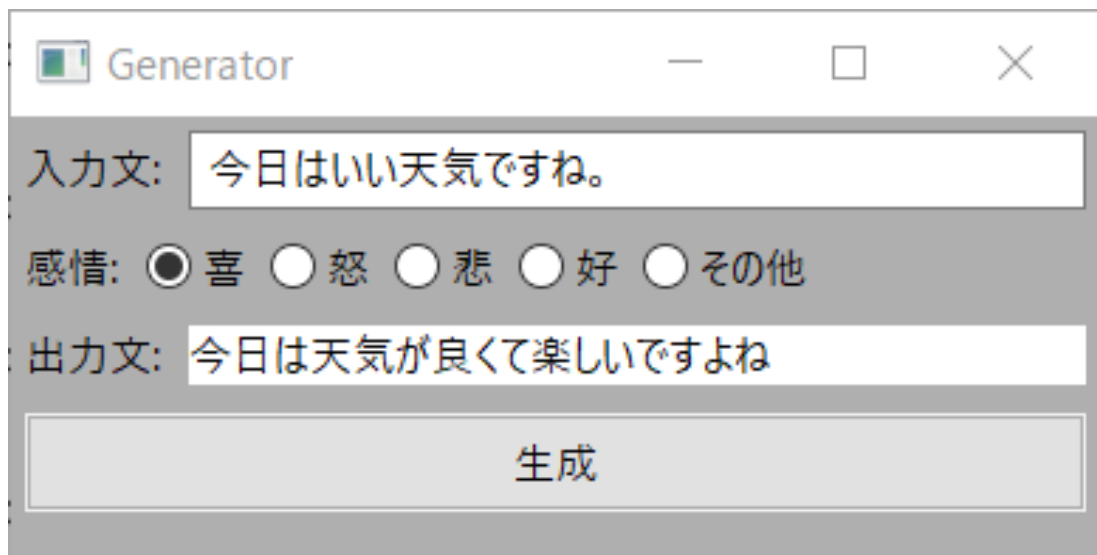 Generator
入力文: 今日はいい天気ですね。
感情: 喜 怒 悲 好 その他
出力文: 今日は天気が良くて楽しいですよね
生成